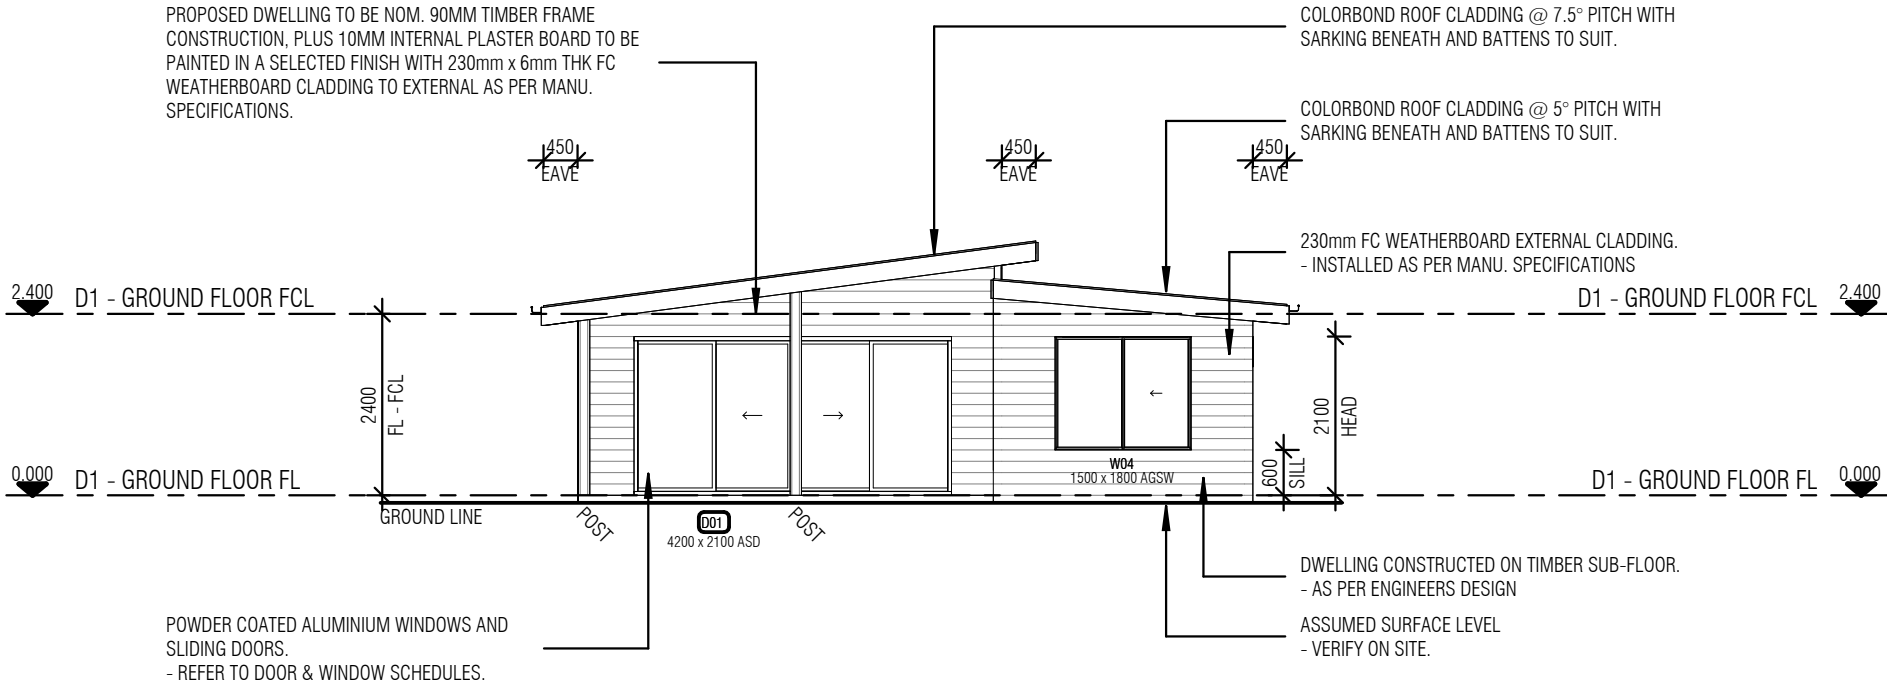 PROPOSED DWELLING TO BE NOM. 90MM TIMBER FRAME
CONSTRUCTION, PLUS 10MM INTERNAL PLASTER BOARD TO BE
PAINTED IN A SELECTED FINISH WITH 230mm x 6mm THK FC
WEATHERBOARD CLADDING TO EXTERNAL AS PER MANU.
SPECIFICATIONS.
COLORBOND ROOF CLADDING @ 7.5° PITCH WITH
SARKING BENEATH AND BATTENS TO SUIT.
COLORBOND ROOF CLADDING @ 5° PITCH WITH
SARKING BENEATH AND BATTENS TO SUIT.
450
EAVE
450
EAVE
450
EAVE
230mm FC WEATHERBOARD EXTERNAL CLADDING.
- INSTALLED AS PER MANU. SPECIFICATIONS
2.400
D1 - GROUND FLOOR FCL
D1 - GROUND FLOOR FCL
2.400
2400
FL - FCL
2100
HEAD
600
SILL
W04
1500 x 1800 AGSW
0.000
D1 - GROUND FLOOR FL
D1 - GROUND FLOOR FL
0.000
GROUND LINE
POST
D01
4200 x 2100 ASD
POST
DWELLING CONSTRUCTED ON TIMBER SUB-FLOOR.
- AS PER ENGINEERS DESIGN
POWDER COATED ALUMINIUM WINDOWS AND
SLIDING DOORS.
- REFER TO DOOR & WINDOW SCHEDULES.
ASSUMED SURFACE LEVEL
- VERIFY ON SITE.